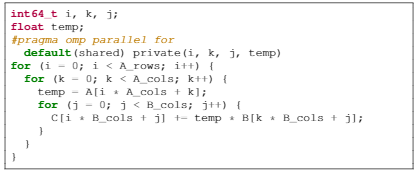 int64_t i, k, j;
float temp;
#pragma omp parallel for
default(shared) private(i, k, j, temp)
for (i = 0; i < A_rows; i++) {
for (k = 0; k < A_cols; k++) {
temp = A[i * A_cols + k];
for (j = 0; j < B_cols; j++) {
C[i * B_cols + j] += temp * B[k * B_cols + j];
}
}
}